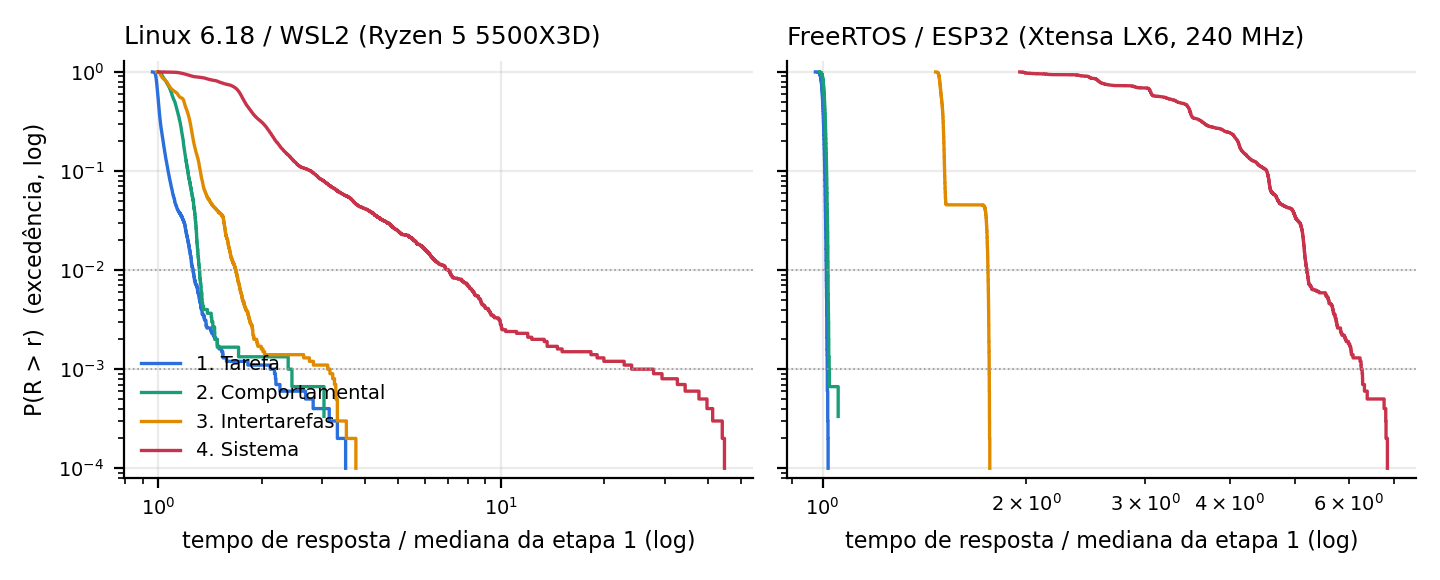 Linux 6.18 / WSL2 (Ryzen 5 5500X3D)
FreeRTOS / ESP32 (Xtensa LX6, 240 MHz)
P(R > r) (excedência, log)
10⁰
10⁻¹
10⁻²
10⁻³
10⁻⁴
1. Tarefa
2. Comportamental
3. Intertarefas
4. Sistema
10⁰
10¹
10⁰
2 × 10⁰
3 × 10⁰
4 × 10⁰
6 × 10⁰
tempo de resposta / mediana da etapa 1 (log)
tempo de resposta / mediana da etapa 1 (log)